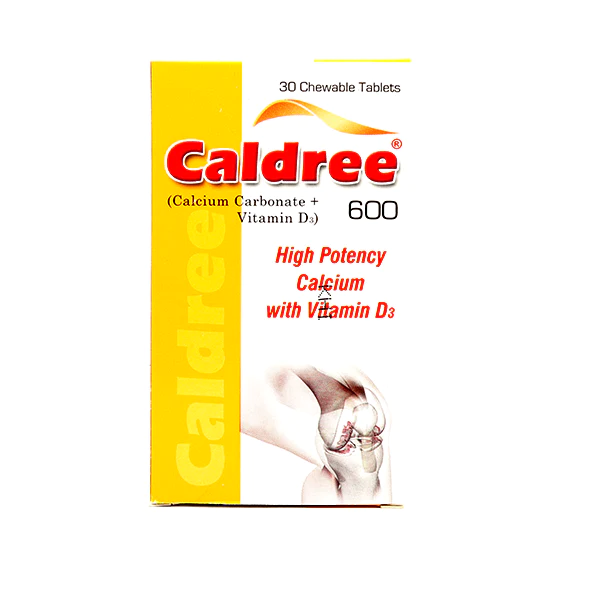 30 Chewable Tablets
Caldree®
(Calcium Carbonate +
Vitamin D3)
600
High Potency
Calcium
with Vitamin D3
Caldree